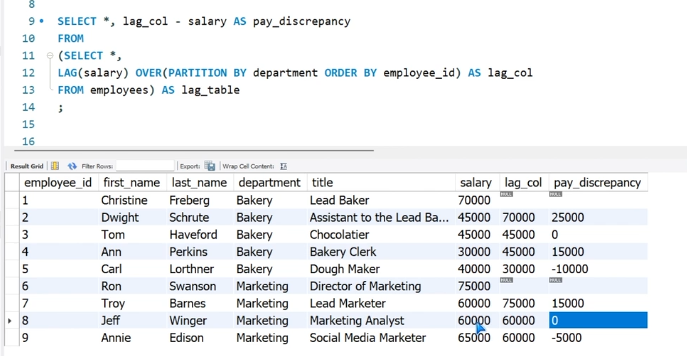 8
9 SELECT *, lag_col - salary AS pay_discrepancy
10 FROM
11 (SELECT *,
12 LAG(salary) OVER(PARTITION BY department ORDER BY employee_id) AS lag_col
13 FROM employees) AS lag_table
14 ;
15
16
Result Grid Filter Rows: Export: Wrap Cell Content:
employee_id first_name last_name department title salary lag_col pay_discrepancy
1 Christine Freberg Bakery Lead Baker 70000 NULL NULL
2 Dwight Schrute Bakery Assistant to the Lead Ba... 45000 70000 25000
3 Tom Haveford Bakery Chocolatier 45000 45000 0
4 Ann Perkins Bakery Bakery Clerk 30000 45000 15000
5 Carl Lorthner Bakery Dough Maker 40000 30000 -10000
6 Ron Swanson Marketing Director of Marketing 75000 NULL NULL
7 Troy Barnes Marketing Lead Marketer 60000 75000 15000
8 Jeff Winger Marketing Marketing Analyst 60000 60000 0
9 Annie Edison Marketing Social Media Marketer 65000 60000 -5000